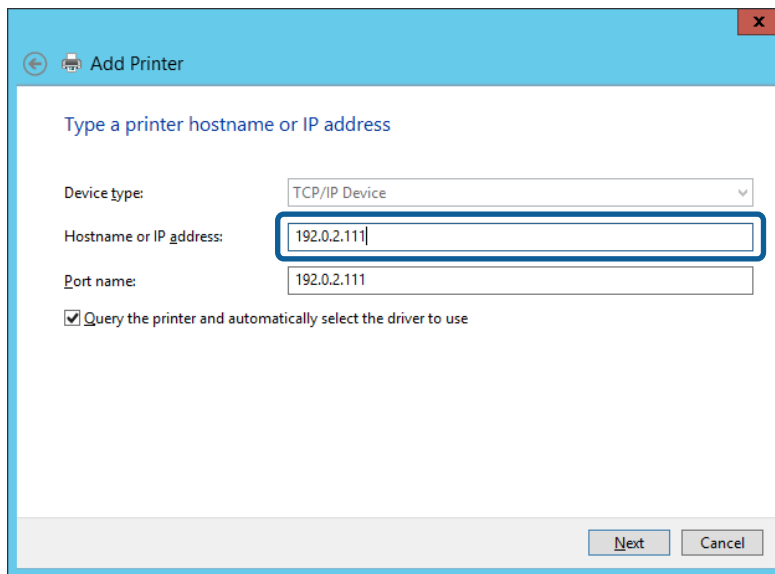 x
Add Printer
Type a printer hostname or IP address
Device type: TCP/IP Device
Hostname or IP address: 192.0.2.111
Port name: 192.0.2.111
Query the printer and automatically select the driver to use
Next Cancel